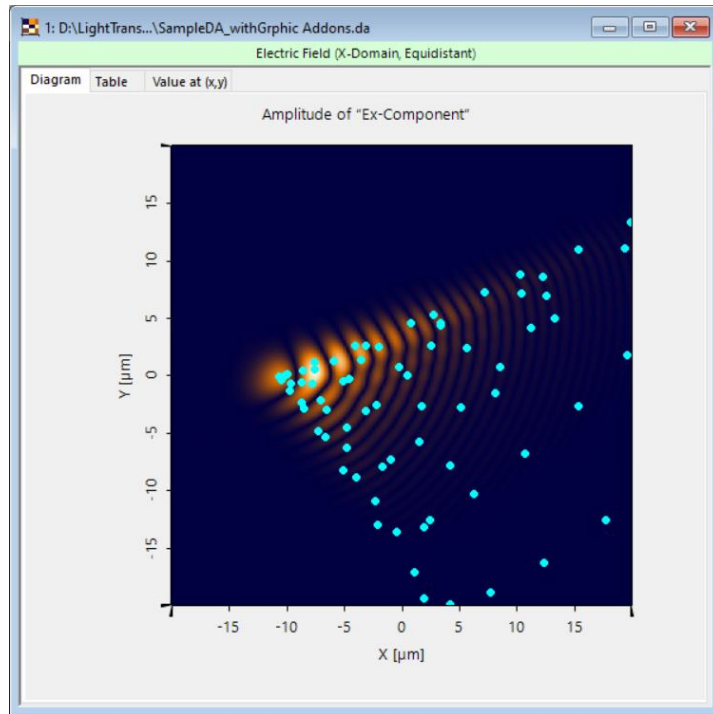 1: D:\LightTrans...\SampleDA_withGrphic Addons.da
Electric Field (X-Domain, Equidistant)
Diagram Table Value at (x,y)
Amplitude of "Ex-Component"
15
10
5
0
-5
-10
-15
Y [µm]
-15 -10 -5 0 5 10 15
X [µm]